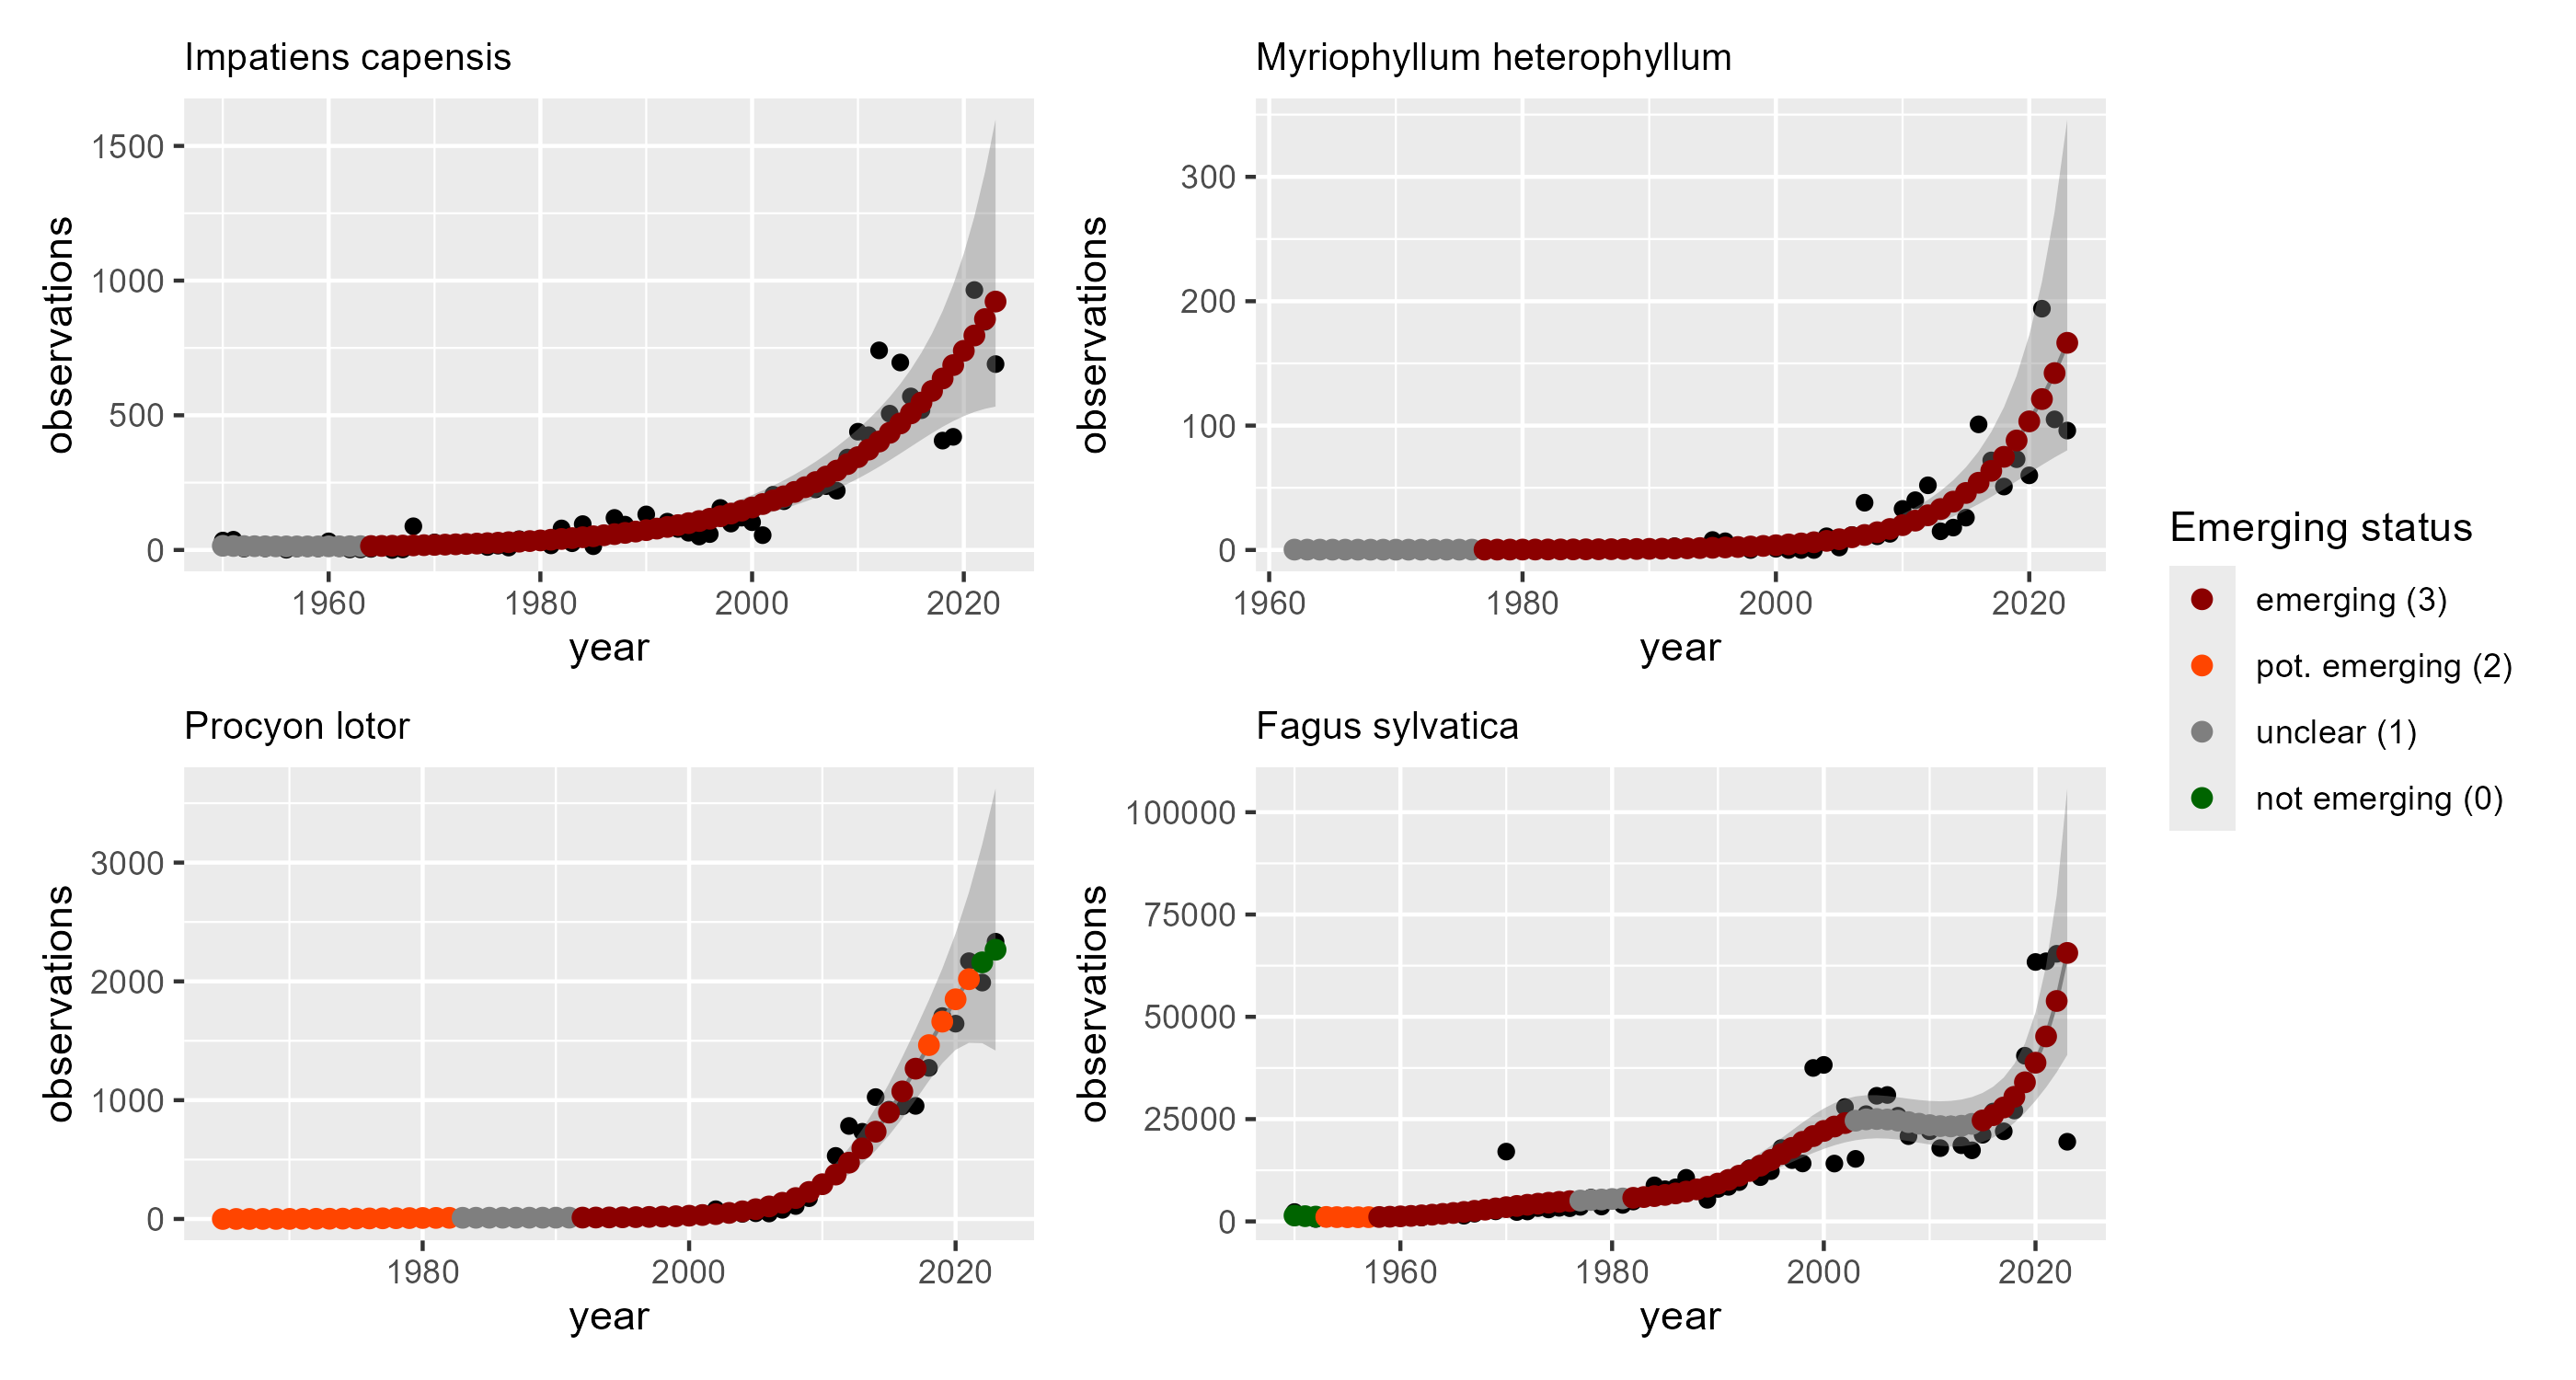 Impatiens capensis
1500
1000
500
0
observations
1960 1980 2000 2020
year
Myriophyllum heterophyllum
300
200
100
0
observations
1960 1980 2000 2020
year
Procyon lotor
3000
2000
1000
0
observations
1980 2000 2020
year
Fagus sylvatica
100000
75000
50000
25000
0
observations
1960 1980 2000 2020
year
Emerging status
emerging (3)
pot. emerging (2)
unclear (1)
not emerging (0)